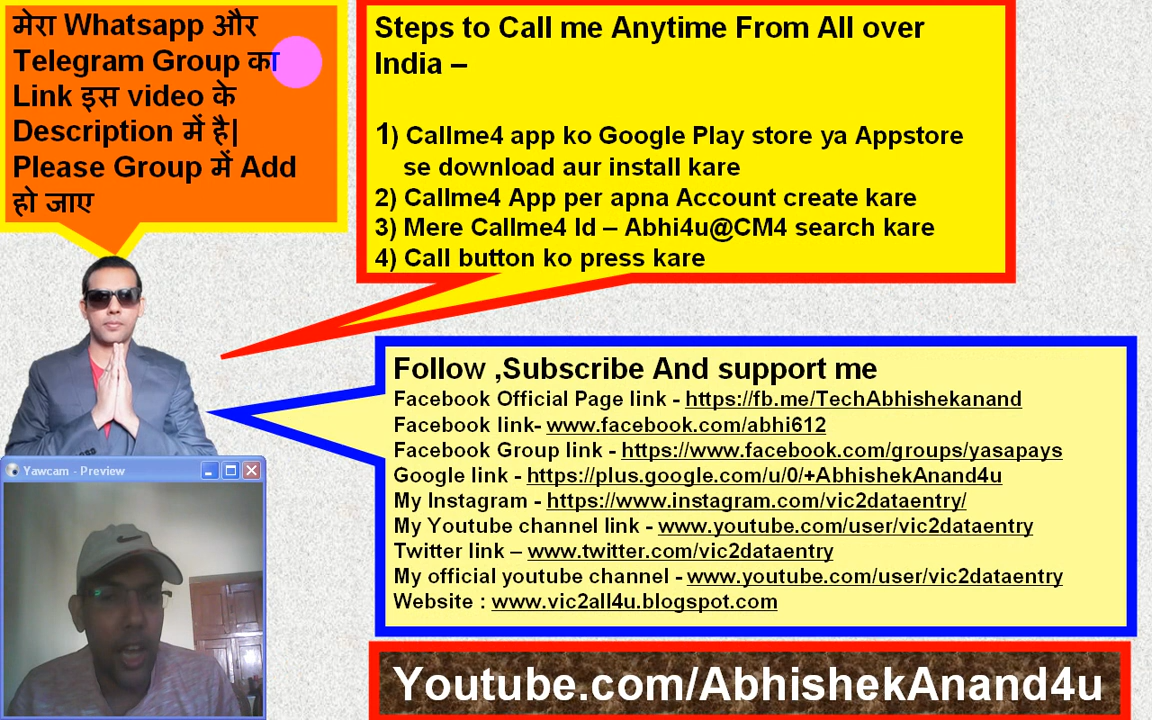 मेरा Whatsapp और
Telegram Group का
Link इस video के
Description में है|
Please Group में Add
हो जाए
Steps to Call me Anytime From All over
India –
1) Callme4 app ko Google Play store ya Appstore
se download aur install kare
2) Callme4 App per apna Account create kare
3) Mere Callme4 Id – Abhi4u@CM4 search kare
4) Call button ko press kare
Follow ,Subscribe And support me
Facebook Official Page link - https://fb.me/TechAbhishekanand
Facebook link- www.facebook.com/abhi612
Facebook Group link - https://www.facebook.com/groups/yasapays
Google link - https://plus.google.com/u/0/+AbhishekAnand4u
My Instagram - https://www.instagram.com/vic2dataentry/
My Youtube channel link - www.youtube.com/user/vic2dataentry
Twitter link – www.twitter.com/vic2dataentry
My official youtube channel - www.youtube.com/user/vic2dataentry
Website : www.vic2all4u.blogspot.com
Yawcam - Preview
Youtube.com/AbhishekAnand4u